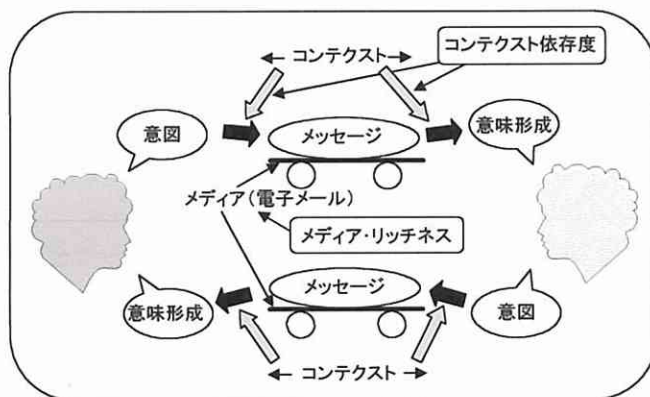 コンテクスト
コンテクスト依存度
意図
メッセージ
意味形成
メディア(電子メール)
メディア・リッチネス
メッセージ
意味形成
意図
コンテクスト